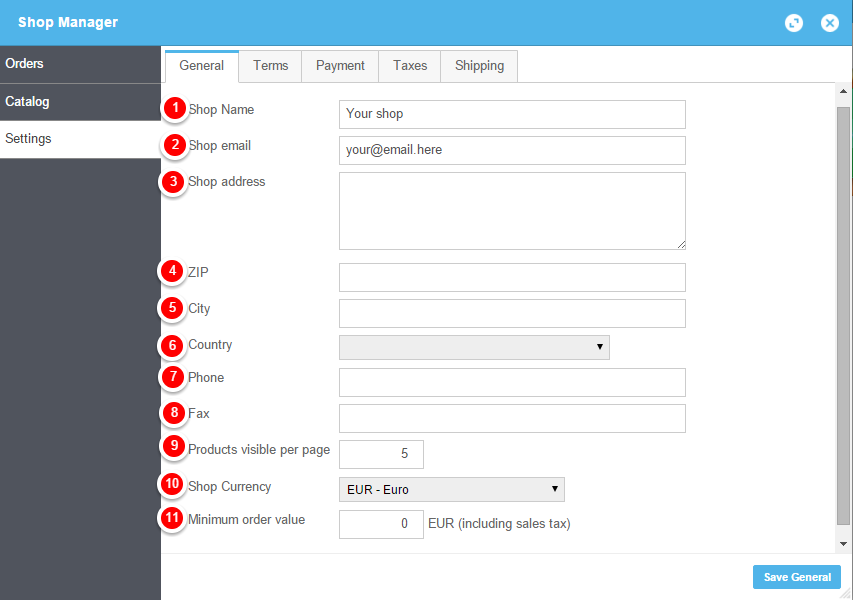 Shop Manager
Orders
Catalog
Settings
General Terms Payment Taxes Shipping
1 Shop Name Your shop
2 Shop email your@email.here
3 Shop address
4 ZIP
5 City
6 Country
7 Phone
8 Fax
9 Products visible per page 5
10 Shop Currency EUR - Euro
11 Minimum order value 0 EUR (including sales tax)
Save General